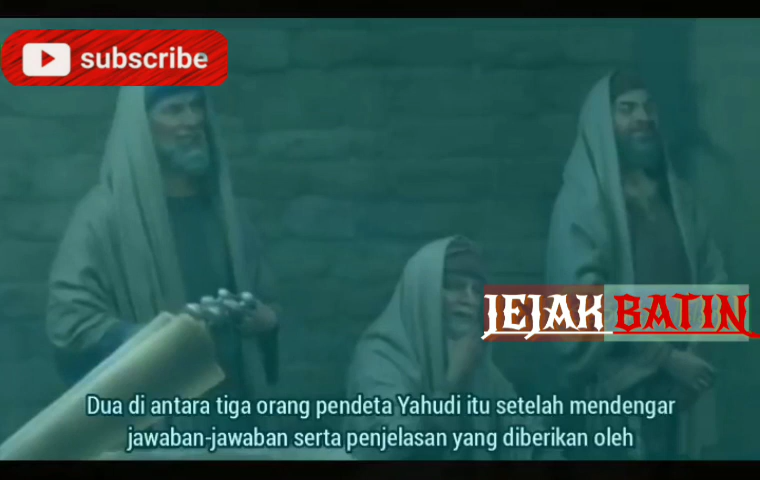 subscribe
JEJAK BATIN
Dua di antara tiga orang pendeta Yahudi itu setelah mendengar
jawaban-jawaban serta penjelasan yang diberikan oleh